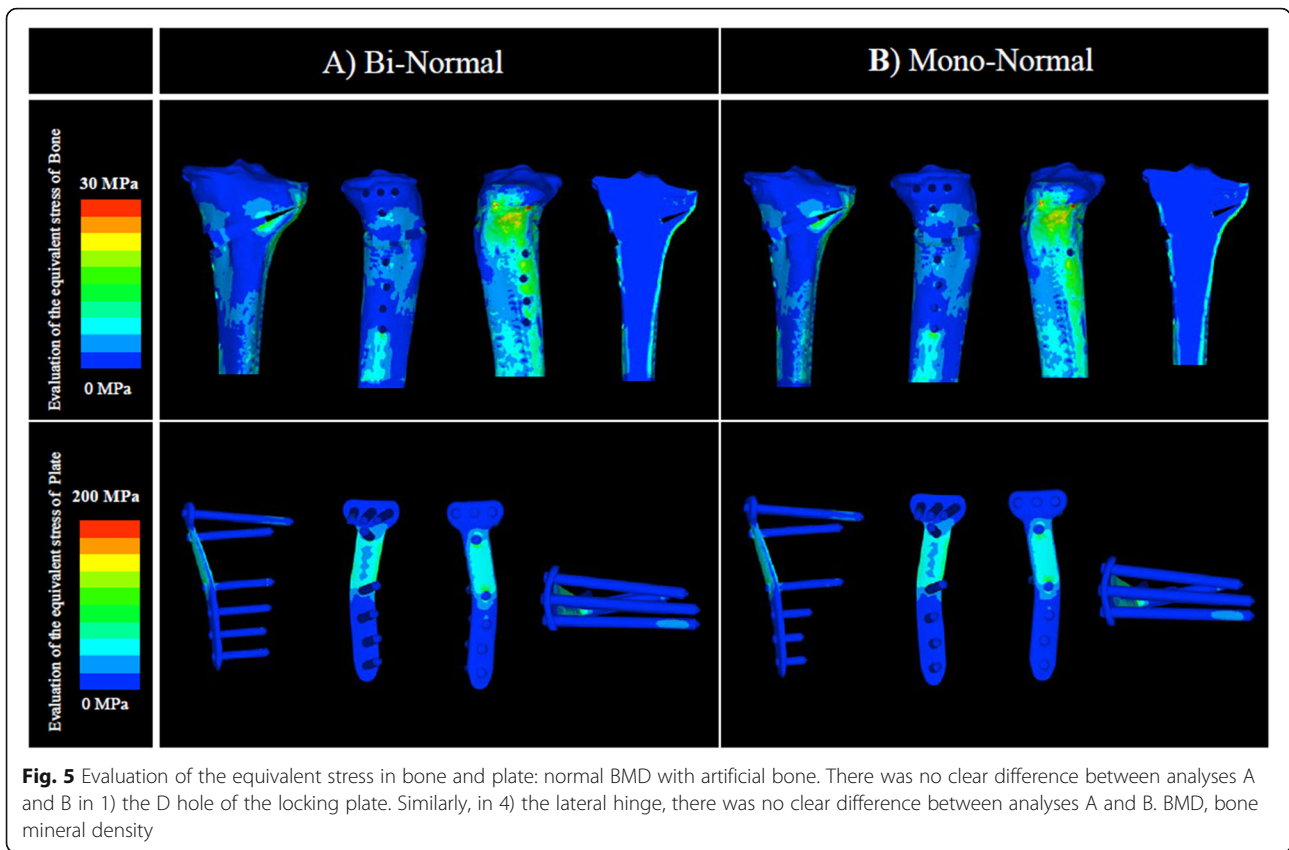 A) Bi-Normal
B) Mono-Normal
Evaluation of the equivalent stress of Bone
30 MPa
0 MPa
Evaluation of the equivalent stress of Plate
200 MPa
0 MPa
Fig. 5 Evaluation of the equivalent stress in bone and plate: normal BMD with artificial bone. There was no clear difference between analyses A
and B in 1) the D hole of the locking plate. Similarly, in 4) the lateral hinge, there was no clear difference between analyses A and B. BMD, bone
mineral density